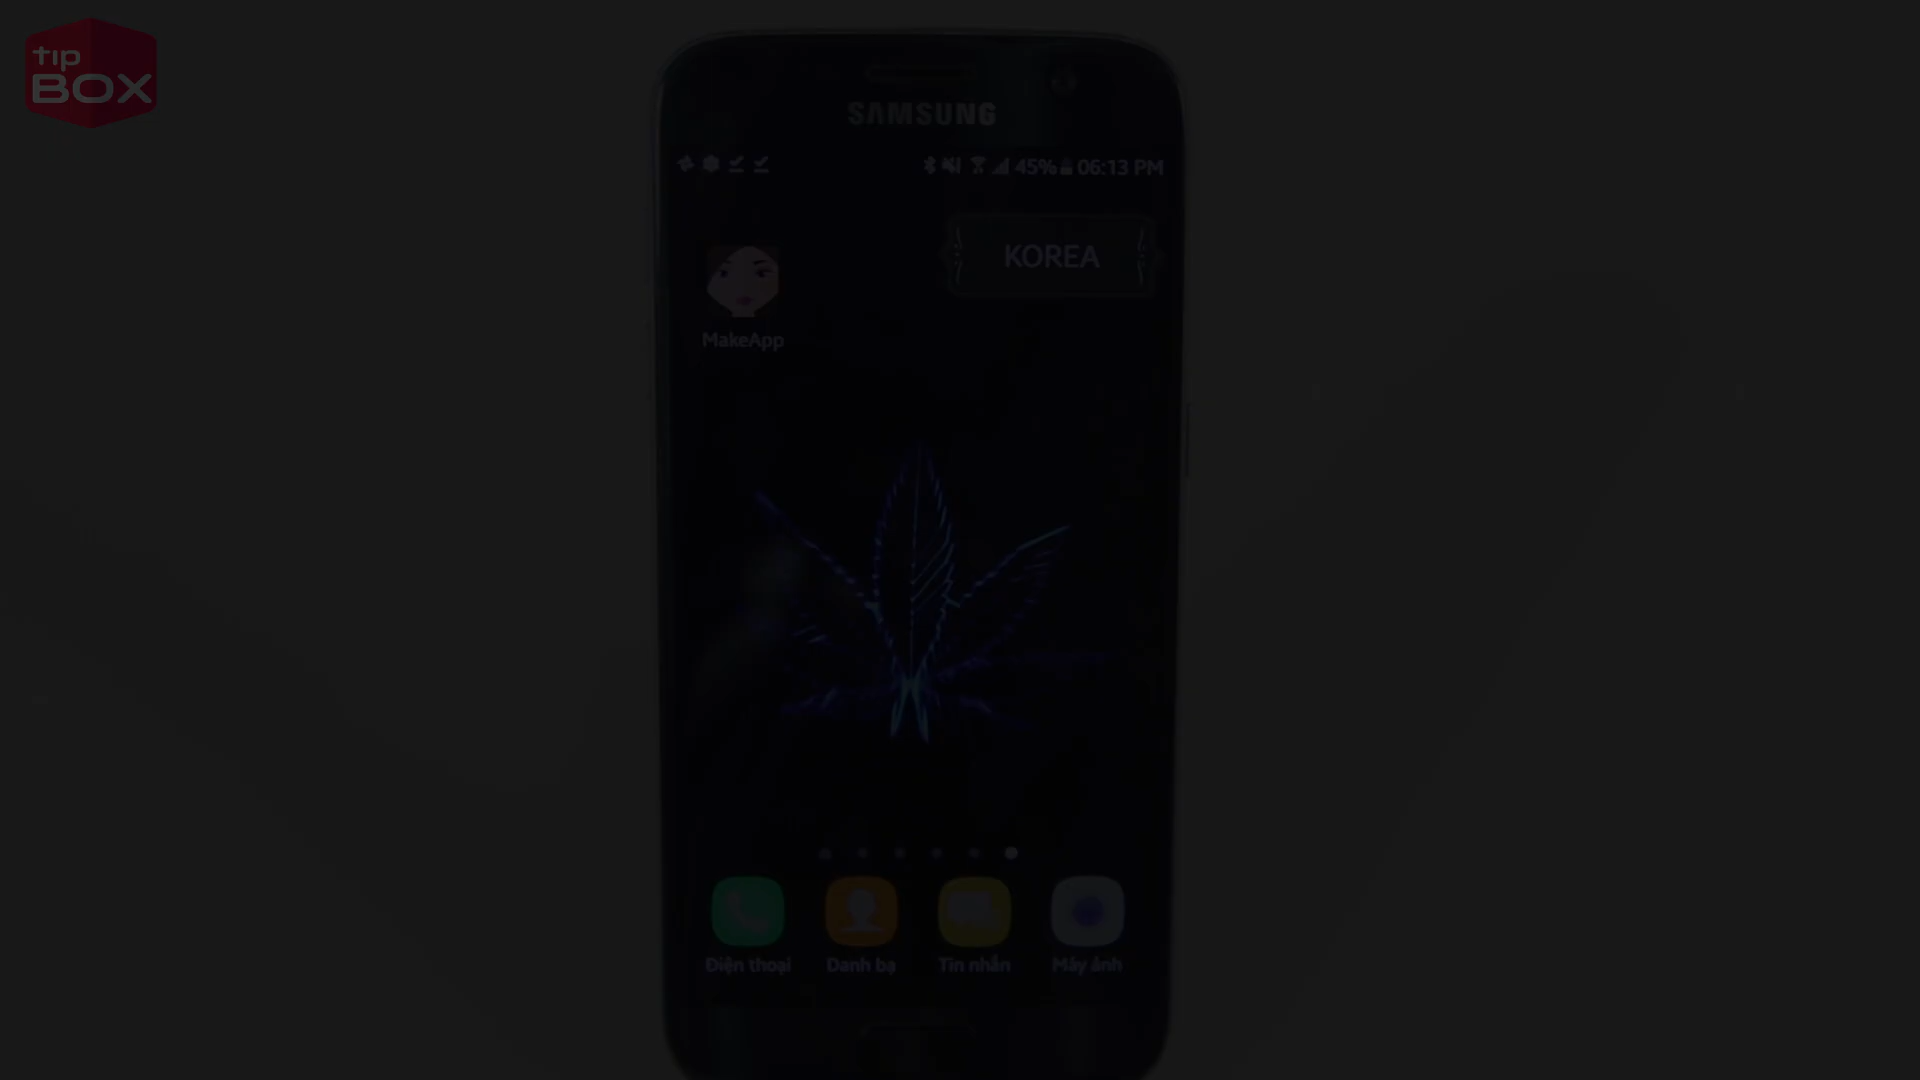 tip
BOX
SAMSUNG
45% 06:13 PM
KOREA
MakeApp
Điện thoại
Danh bạ
Tin nhắn
Máy ảnh